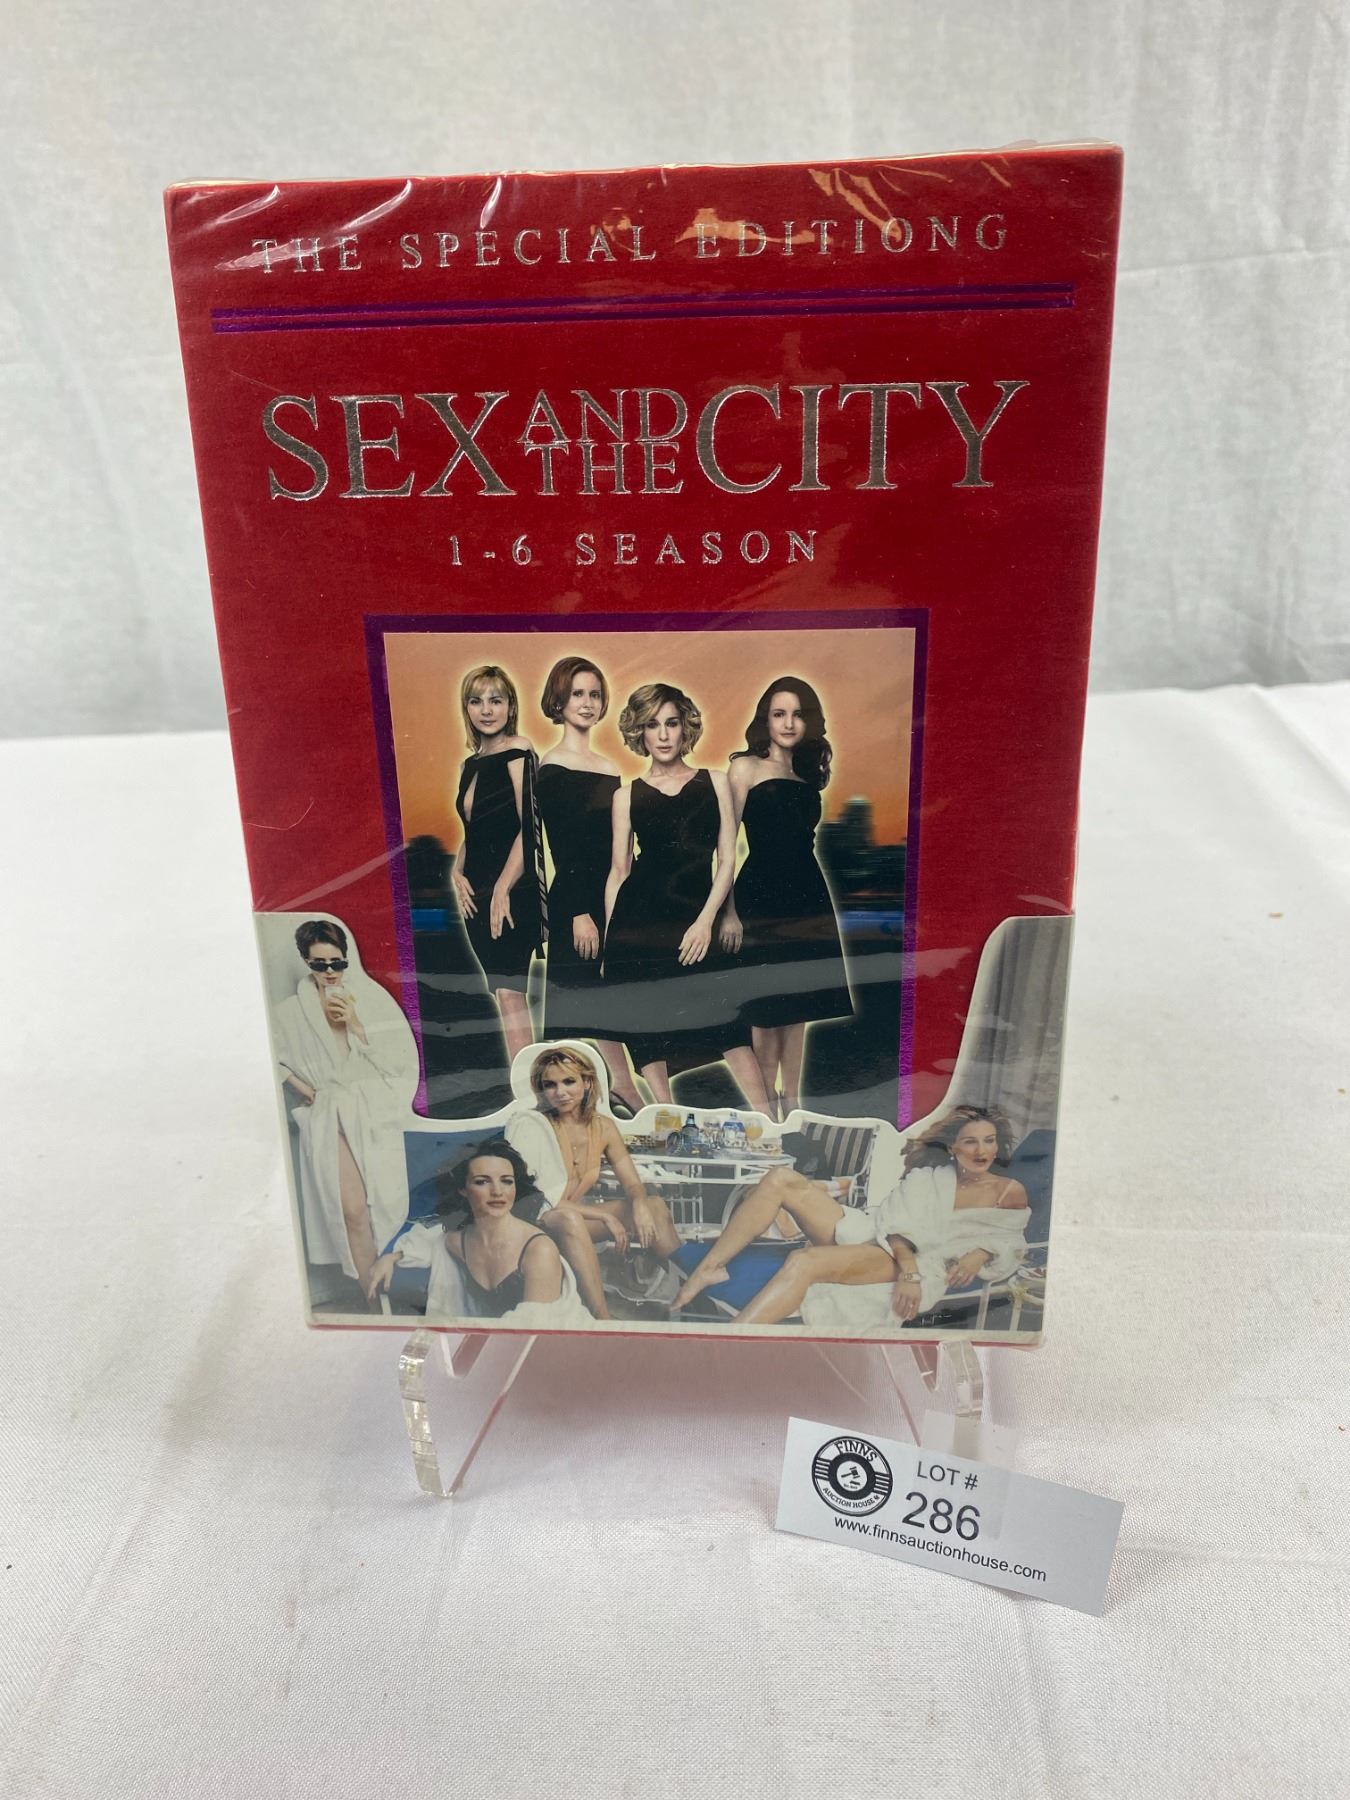 THE SPECIAL EDITIONG
SEX AND THE CITY
1-6 SEASON
FINNS
AUCTION HOUSE
LOT #
286
www.finnsauctionhouse.com